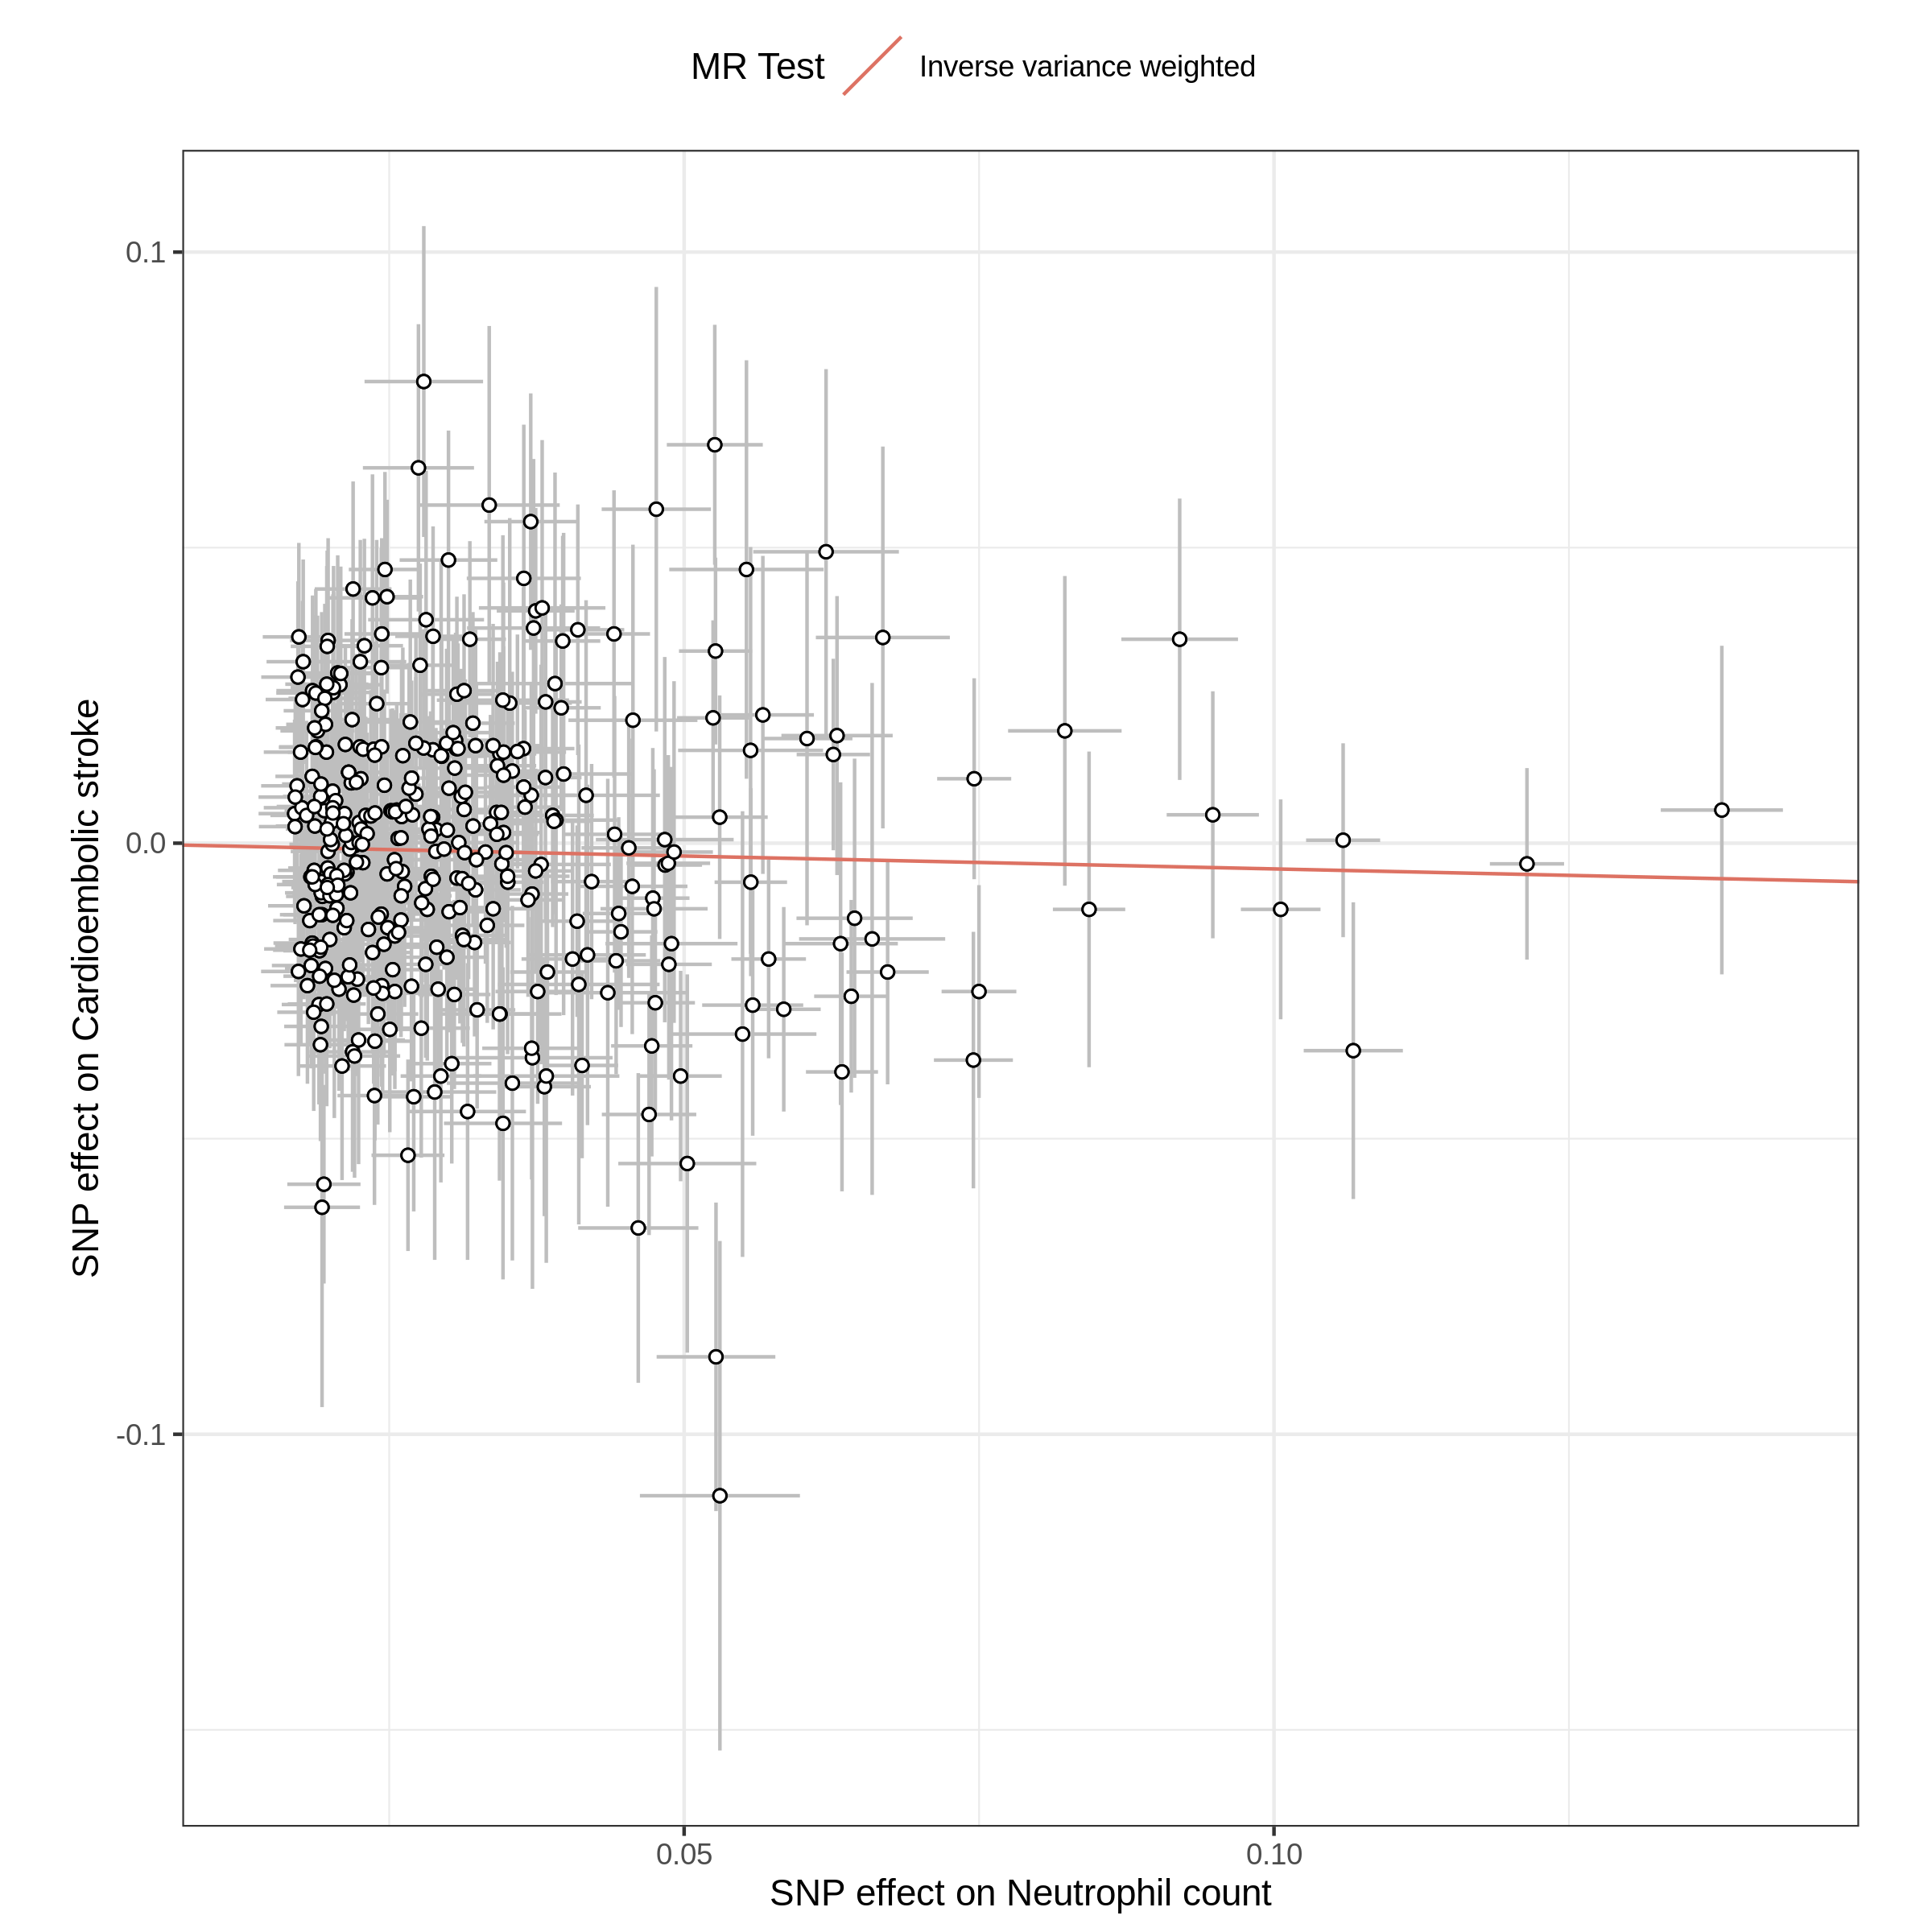 MR Test
Inverse variance weighted
SNP effect on Cardioembolic stroke
0.1
0.0
-0.1
0.05
0.10
SNP effect on Neutrophil count